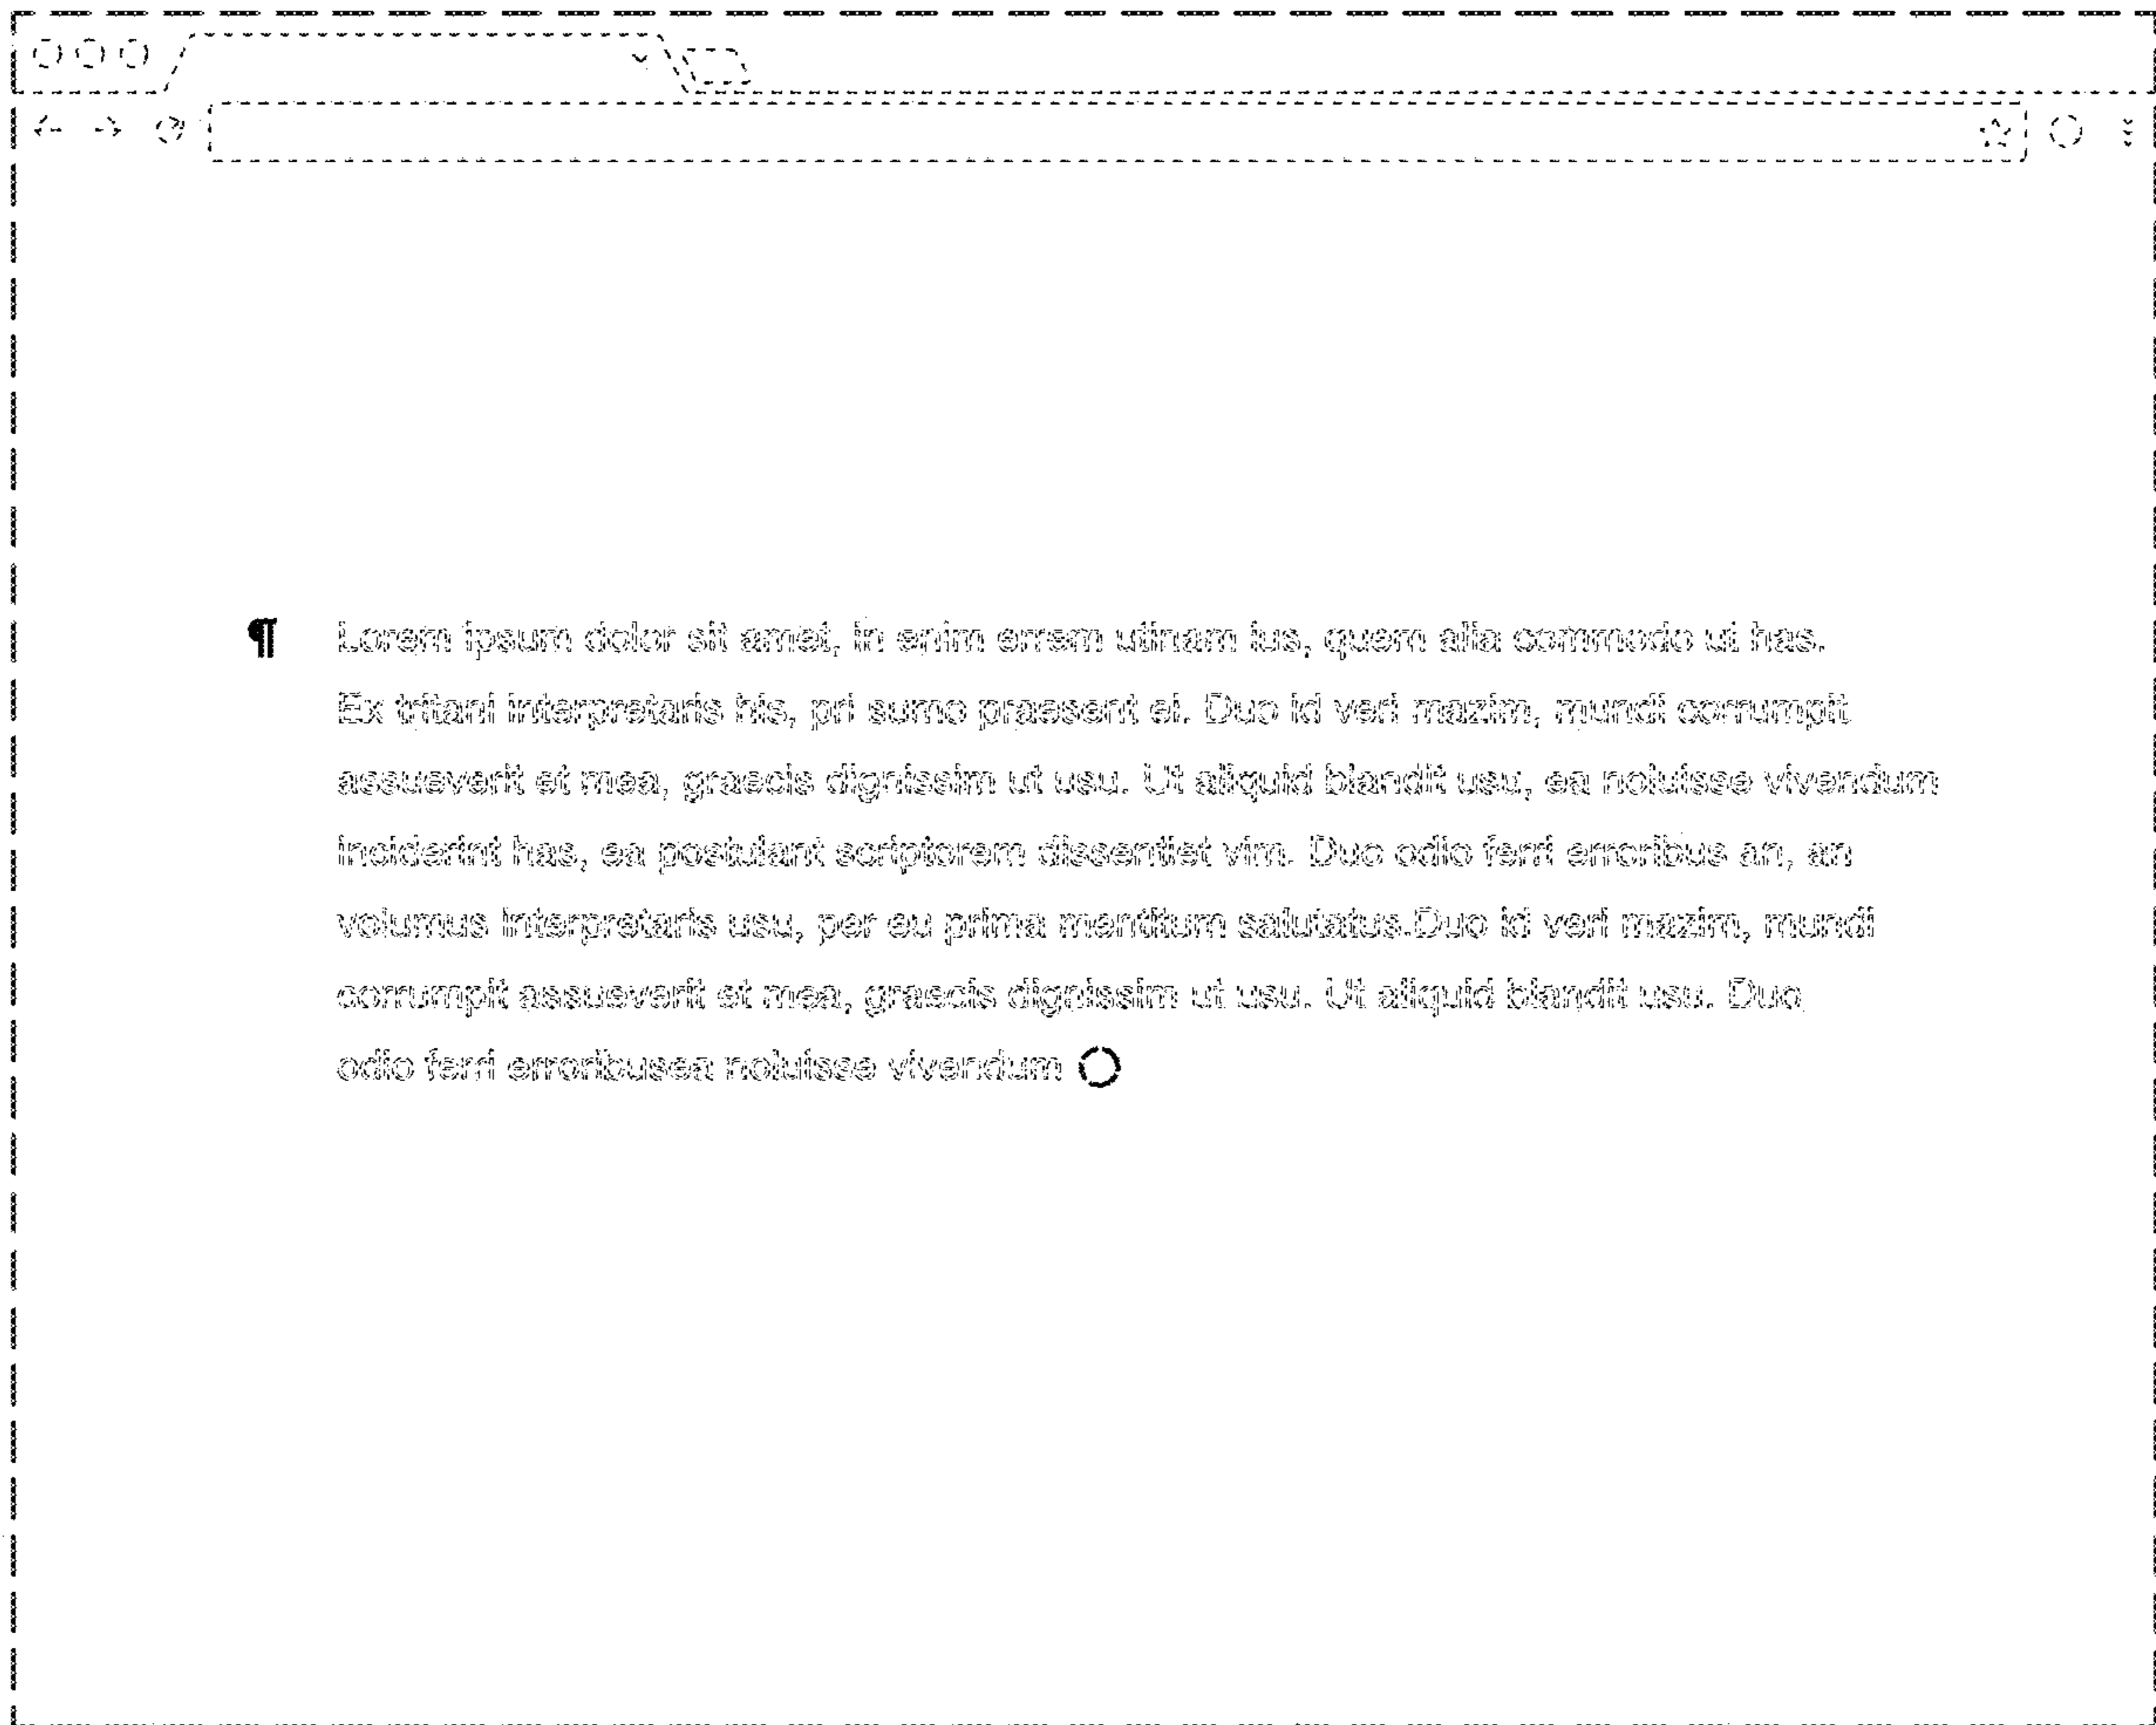 ¶ Lorem ipsum dolor sit amet, in enim errem utinam ius, quem alia commodo ut has.
Ex tritani interpretaris his, pri sumo praesent ei. Duo id veri mazim, mundi corrumpit
assueverit et mea, graecis dignissim ut usu. Ut aliquid blandit usu, ea noluisse vivendum
inciderint has, ea postulant scriptorem dissentiet vim. Duo odio ferri erroribus an, an
volumus interpretaris usu, per eu prima mentitum salutatus.Duo id veri mazim, mundi
corrumpit assueverit et mea, graecis dignissim ut usu. Ut aliquid blandit usu. Duo
odio ferri erroribusea noluisse vivendum